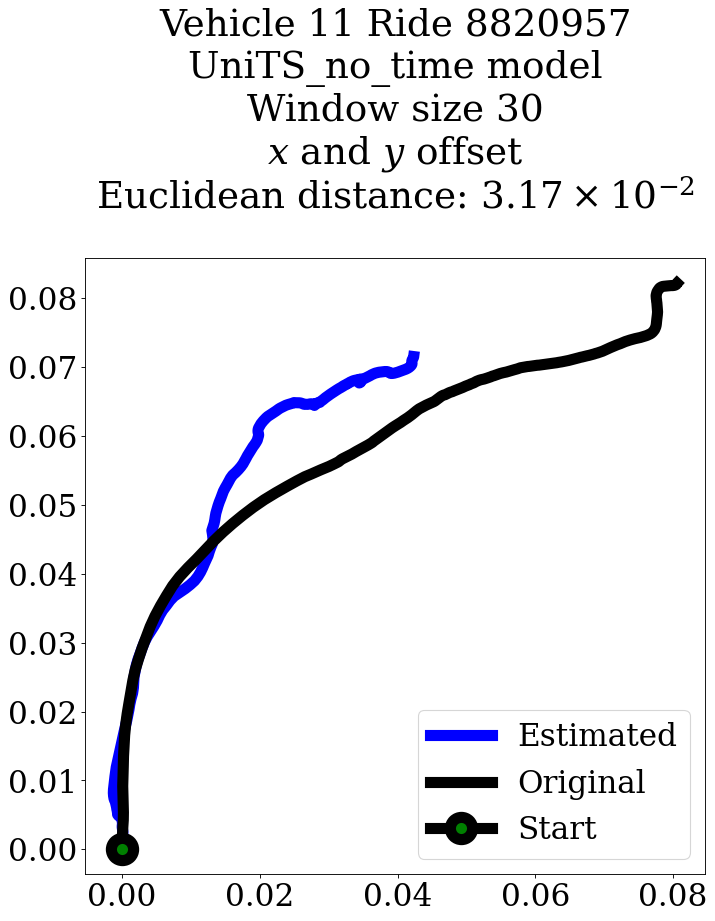 Vehicle 11 Ride 8820957
UniTS_no_time model
Window size 30
x and y offset
Euclidean distance: 3.17 × 10⁻²
0.08
0.07
0.06
0.05
0.04
0.03
0.02
0.01
0.00
Estimated
Original
Start
0.00 0.02 0.04 0.06 0.08